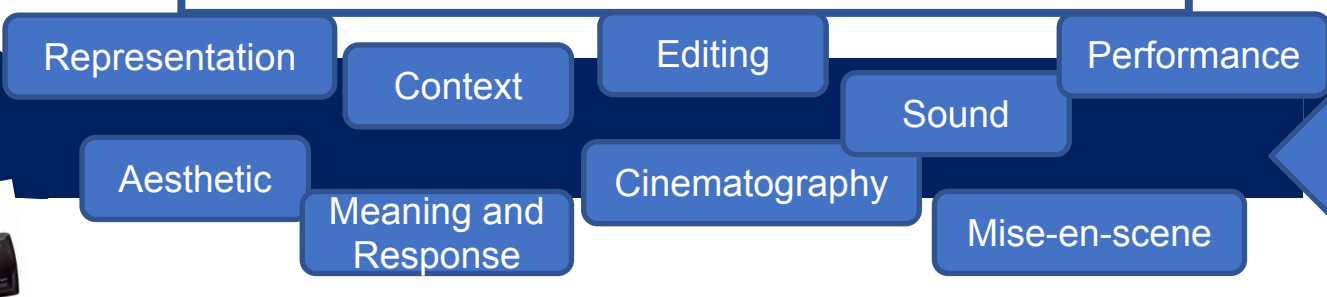 Representation
Context
Editing
Sound
Performance
Aesthetic
Meaning and
Response
Cinematography
Mise-en-scene